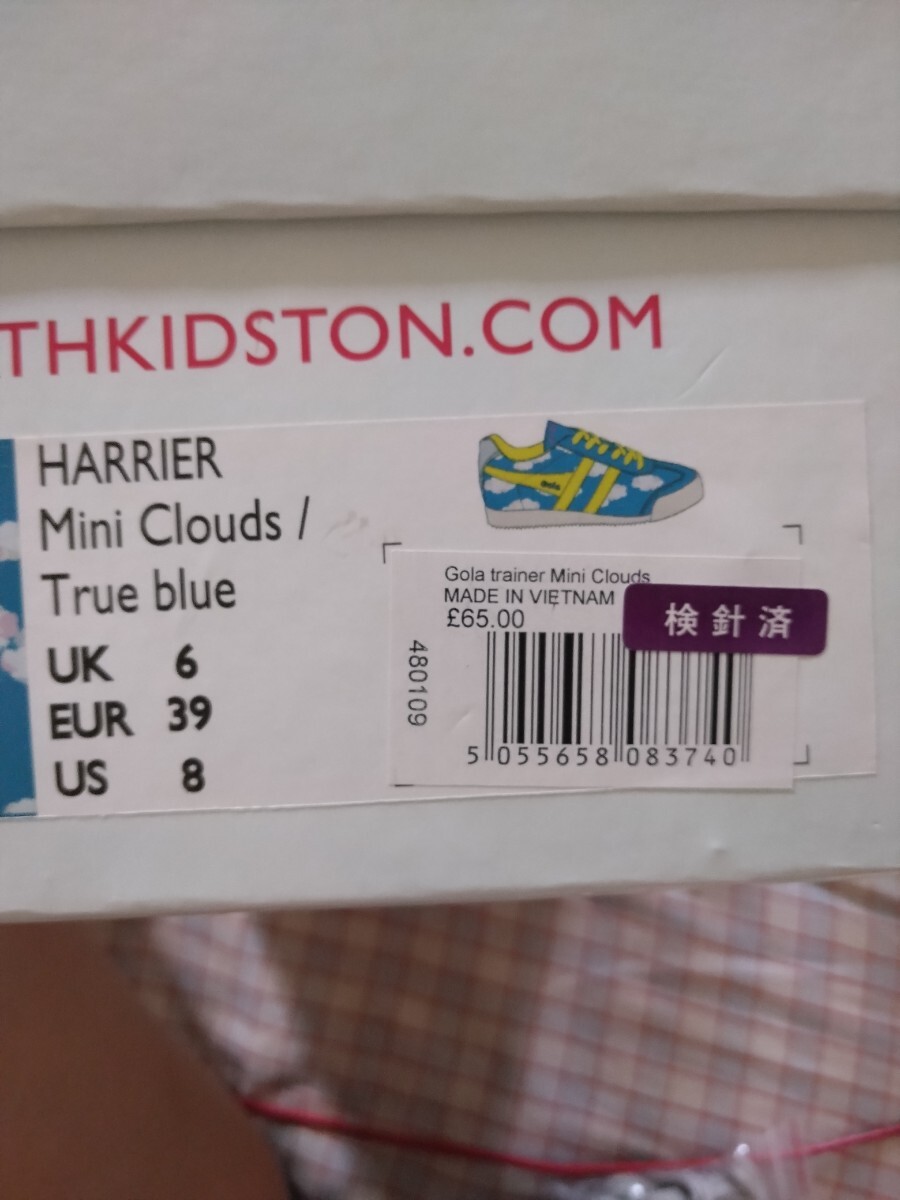 THKIDSTON.COM
HARRIER
Mini Clouds /
True blue
UK 6
EUR 39
US 8
Gola trainer Mini Clouds
MADE IN VIETNAM
£65.00
検針済
480109
5 055658 083740